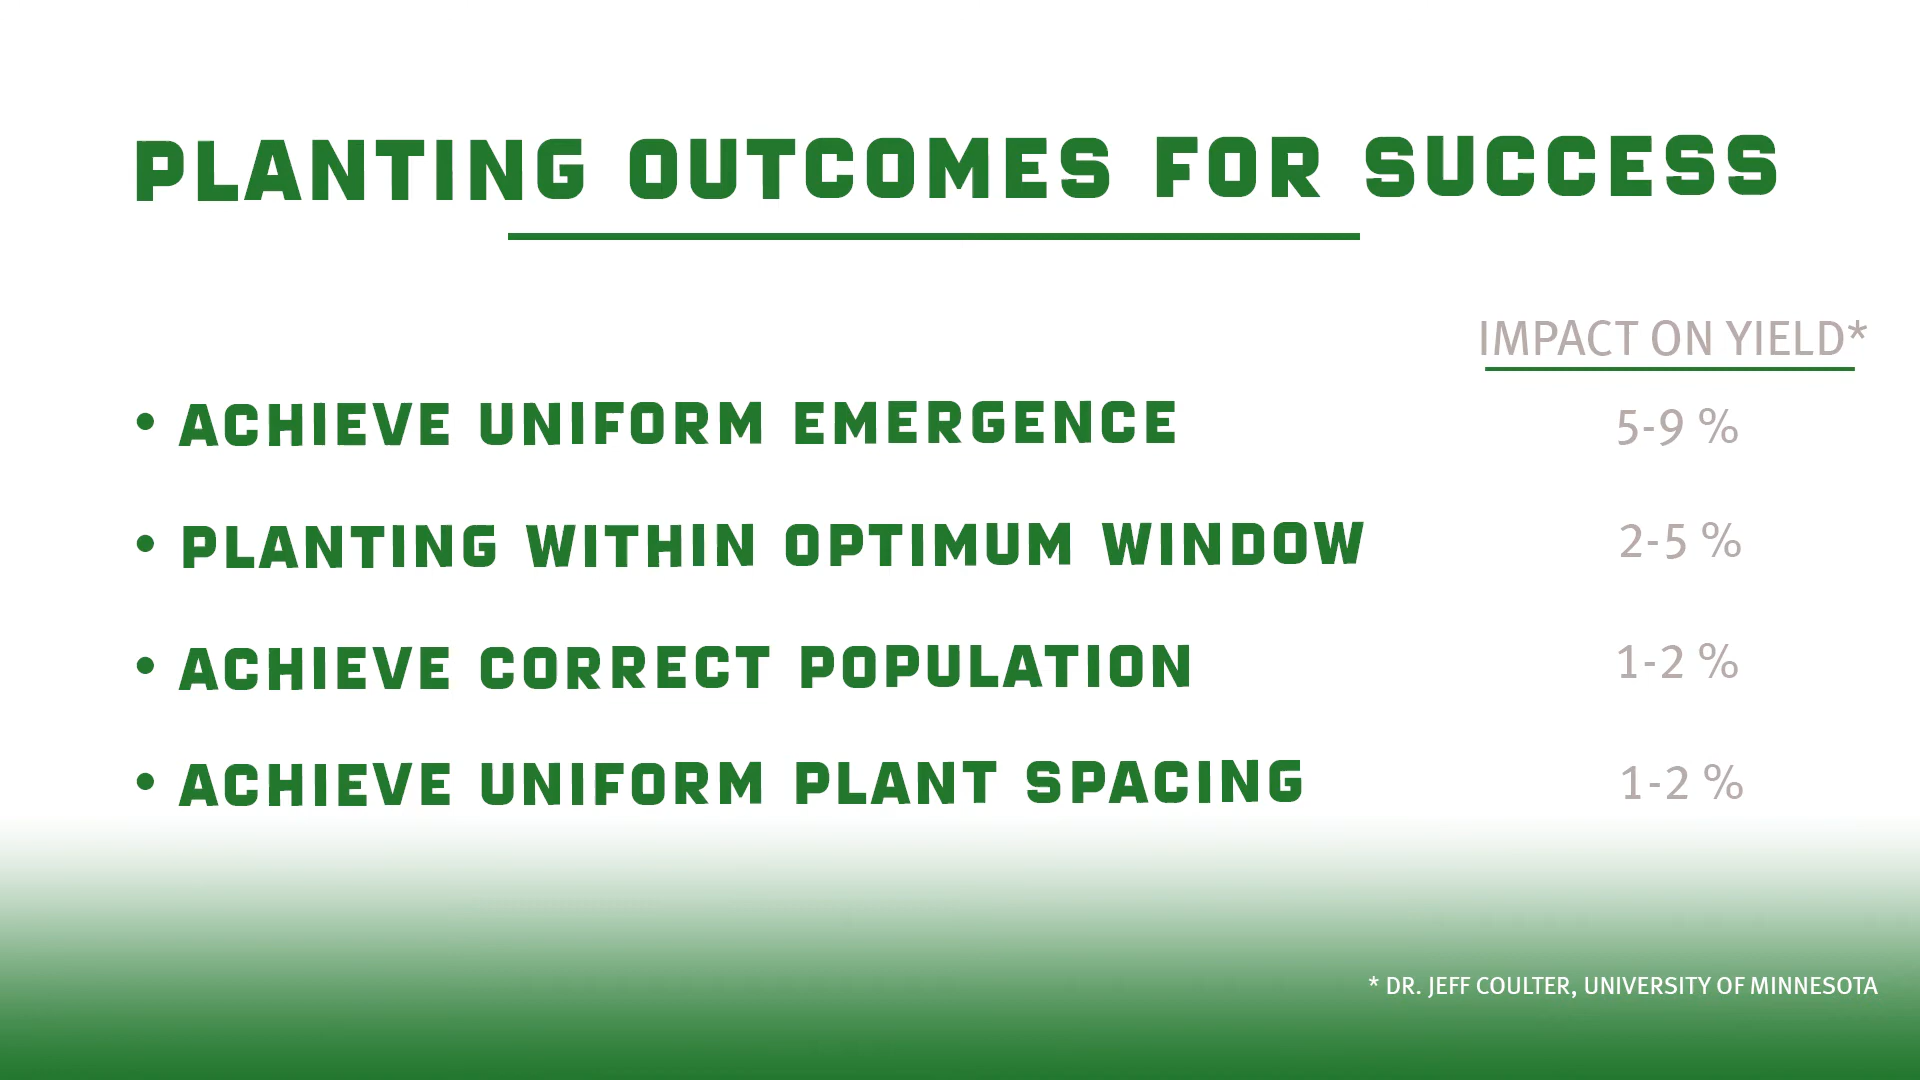 PLANTING OUTCOMES FOR SUCCESS
IMPACT ON YIELD*
• ACHIEVE UNIFORM EMERGENCE 5-9 %
• PLANTING WITHIN OPTIMUM WINDOW 2-5 %
• ACHIEVE CORRECT POPULATION 1-2 %
• ACHIEVE UNIFORM PLANT SPACING 1-2 %
* DR. JEFF COULTER, UNIVERSITY OF MINNESOTA